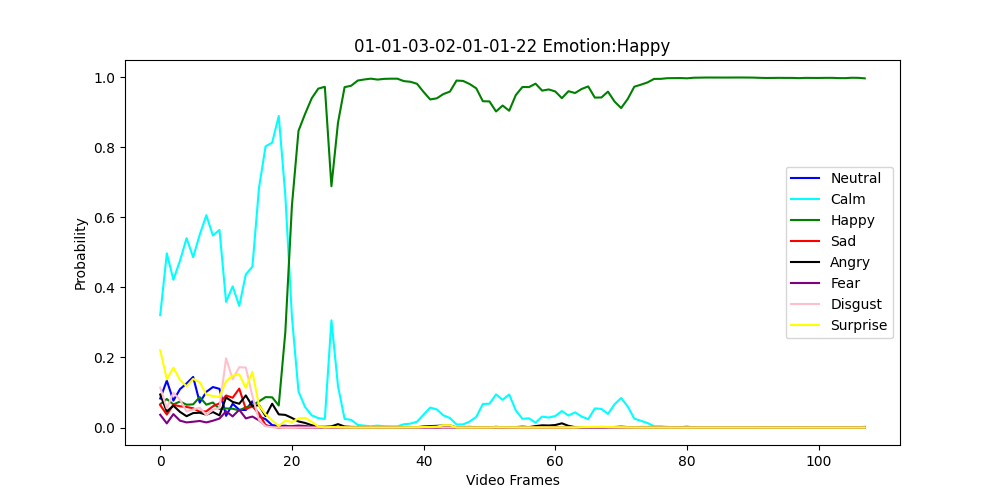 01-01-03-02-01-01-22 Emotion:Happy
Probability
1.0
0.8
0.6
0.4
0.2
0.0
0
20
40
60
80
100
Video Frames
Neutral
Calm
Happy
Sad
Angry
Fear
Disgust
Surprise